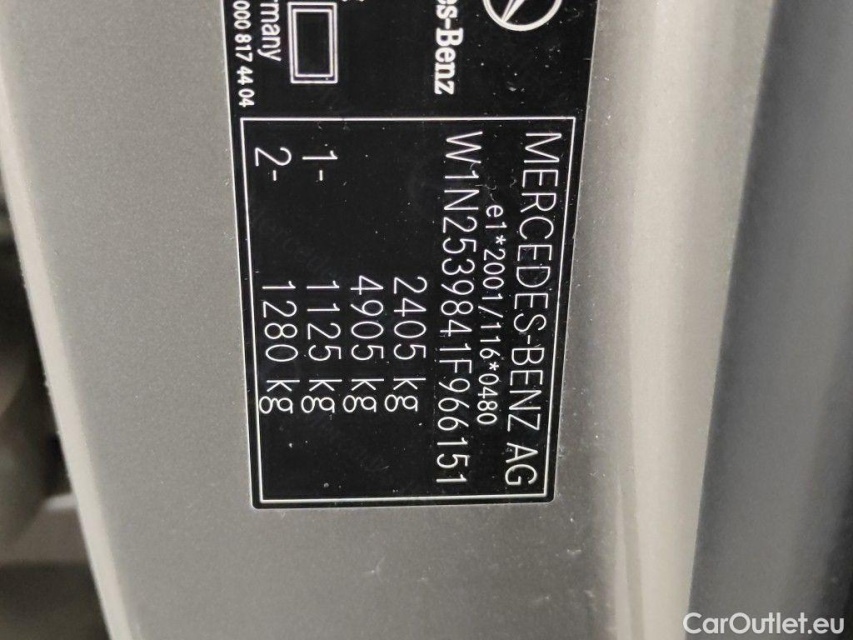 es-Benz
rmany
000 817 44 04
MERCEDES-BENZ AG
e1*2001/116*0480
W1N2539841F966151
2405 kg
4905 kg
1- 1125 kg
2- 1280 kg
CarOutlet.eu